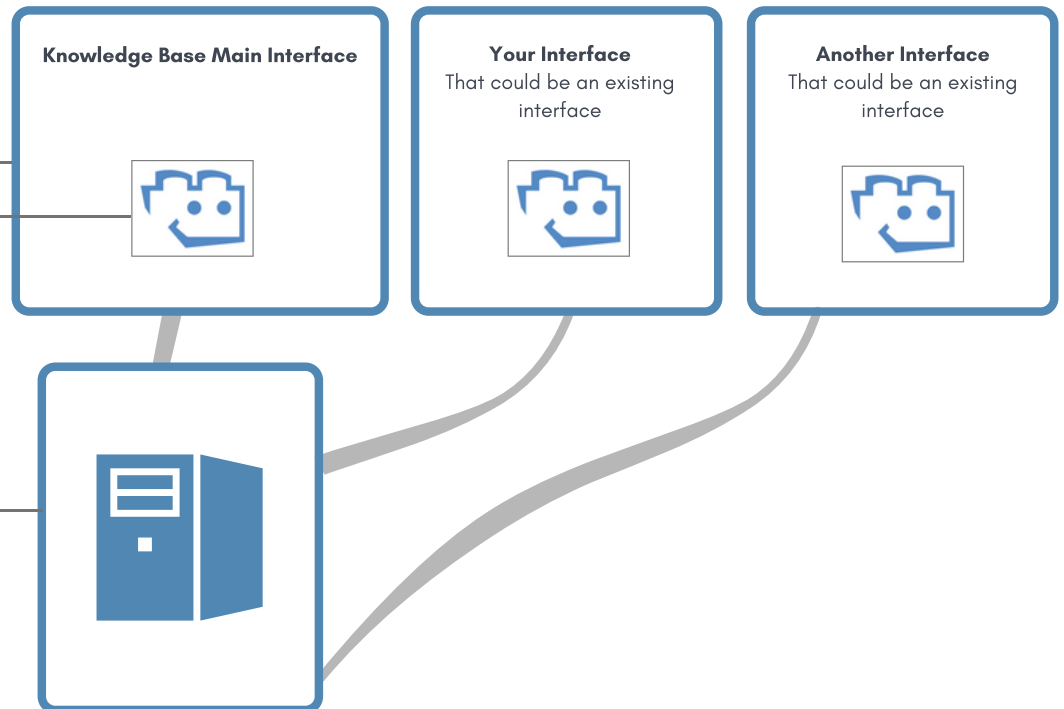 Knowledge Base Main Interface
Your Interface
That could be an existing
interface
Another Interface
That could be an existing
interface